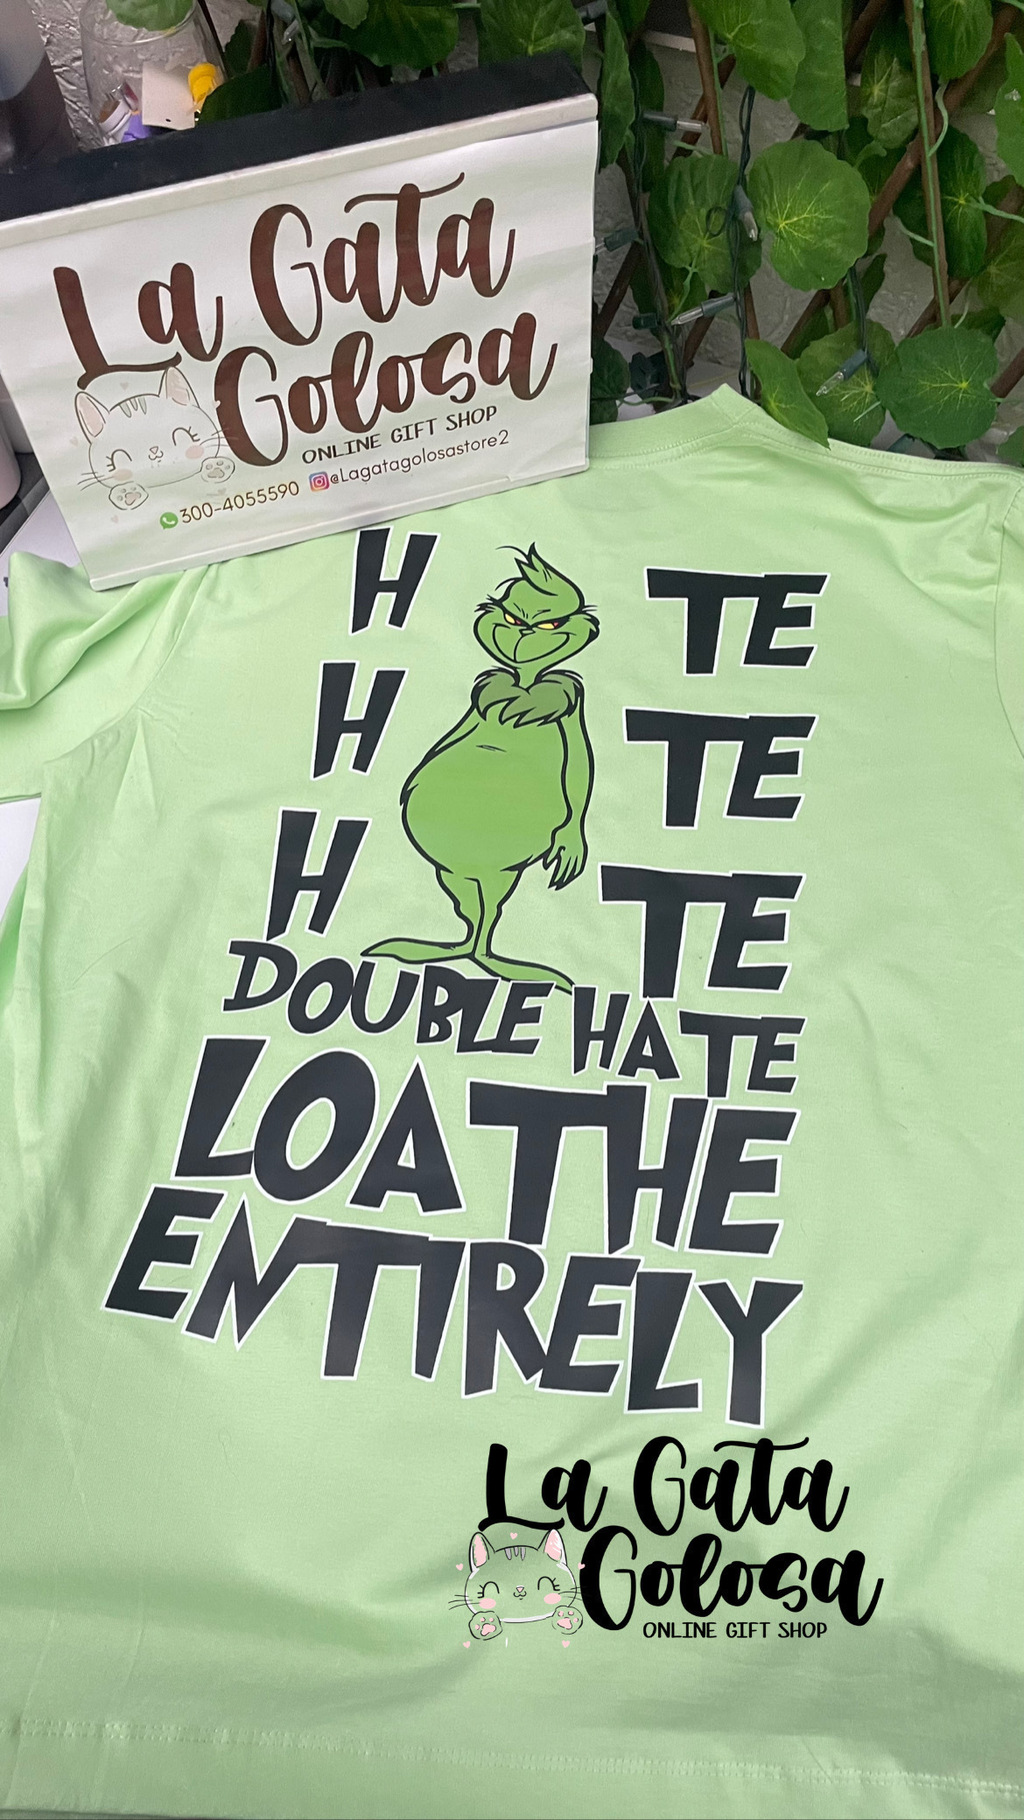 La Gata
Golosa
ONLINE GIFT SHOP
300-4055590 @Lagatagolosastore2
H TE
H TE
H TE
DOUBLE HATE
LOATHE
ENTIRELY
La Gata
Golosa
ONLINE GIFT SHOP